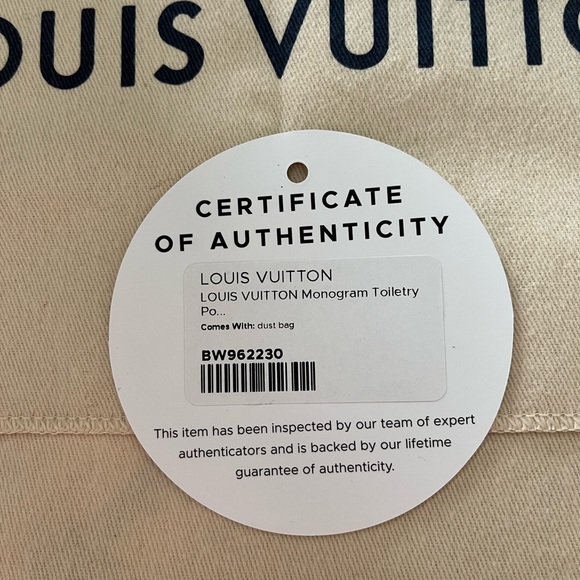 LOUIS VUITTO
CERTIFICATE
OF AUTHENTICITY
LOUIS VUITTON
LOUIS VUITTON Monogram Toiletry
Po...
Comes With: dust bag
BW962230
This item has been inspected by our team of expert
authenticators and is backed by our lifetime
guarantee of authenticity.